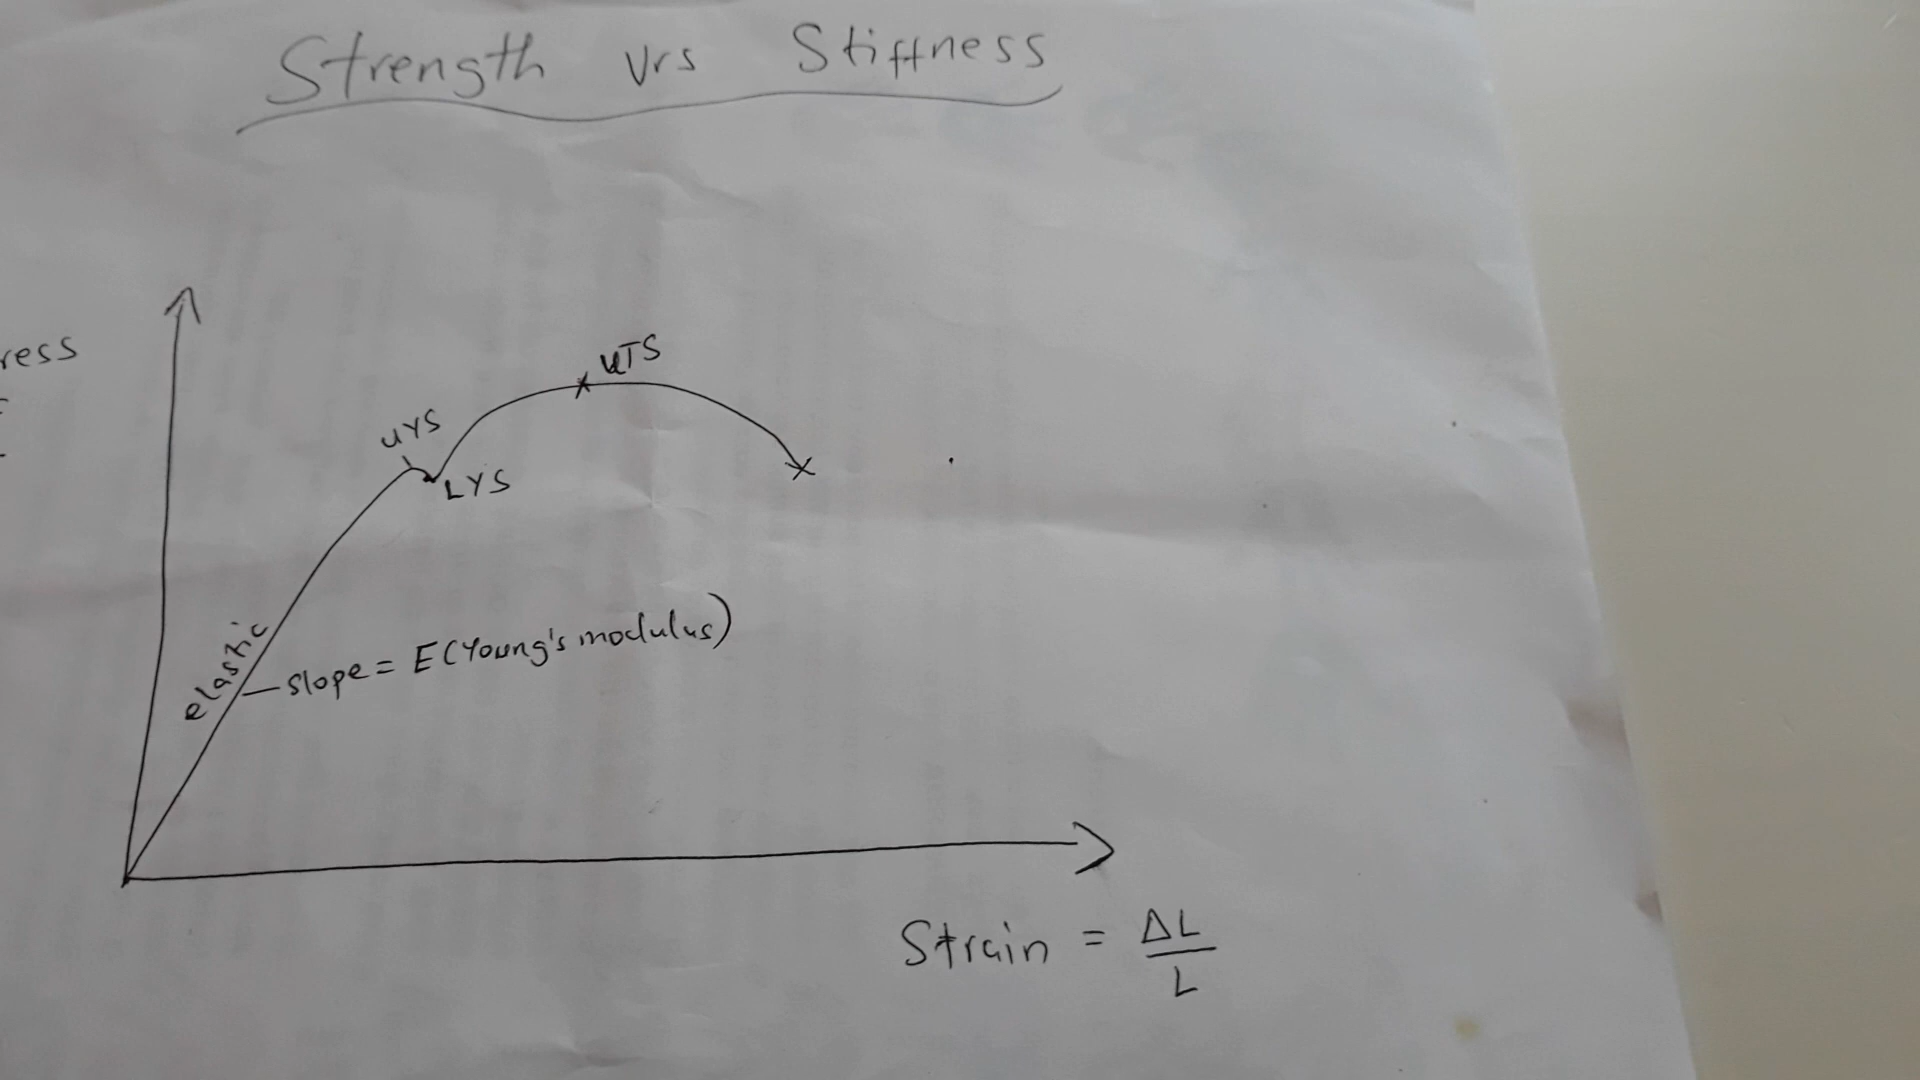 Strength vrs Stiffness
ress
UTS
UYS
LYS
elastic
slope = E(Young's modulus)
Strain = ΔL
L